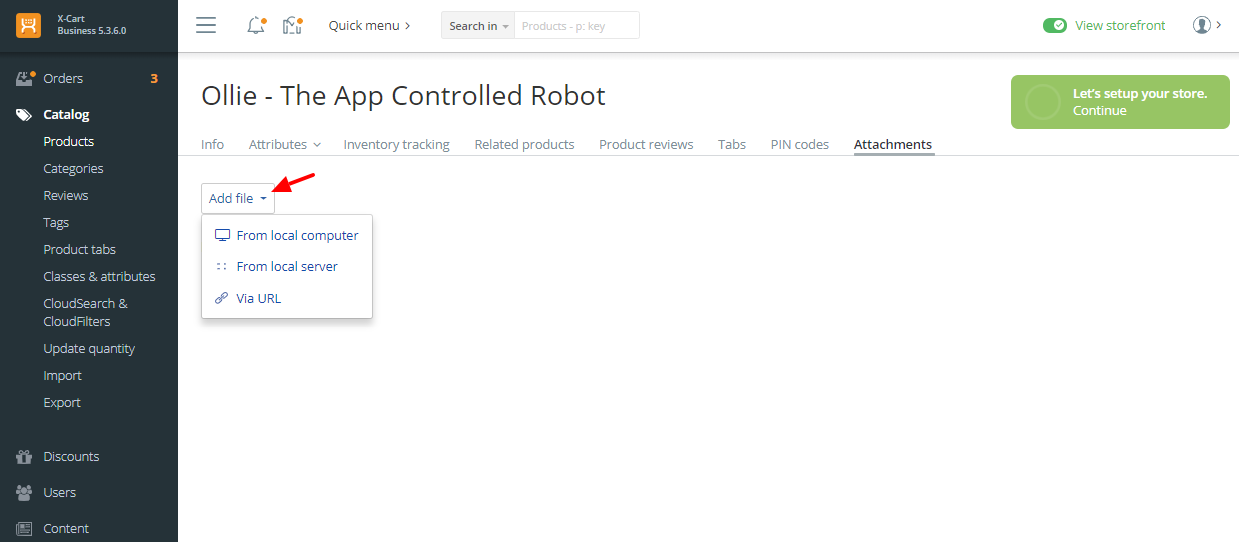 X-Cart
Business 5.3.6.0
Quick menu
Search in
Products - p: key
View storefront
Orders 3
Catalog
Products
Categories
Reviews
Tags
Product tabs
Classes & attributes
CloudSearch &
CloudFilters
Update quantity
Import
Export
Discounts
Users
Content
Ollie - The App Controlled Robot
Let's setup your store.
Continue
Info Attributes Inventory tracking Related products Product reviews Tabs PIN codes Attachments
Add file
From local computer
From local server
Via URL